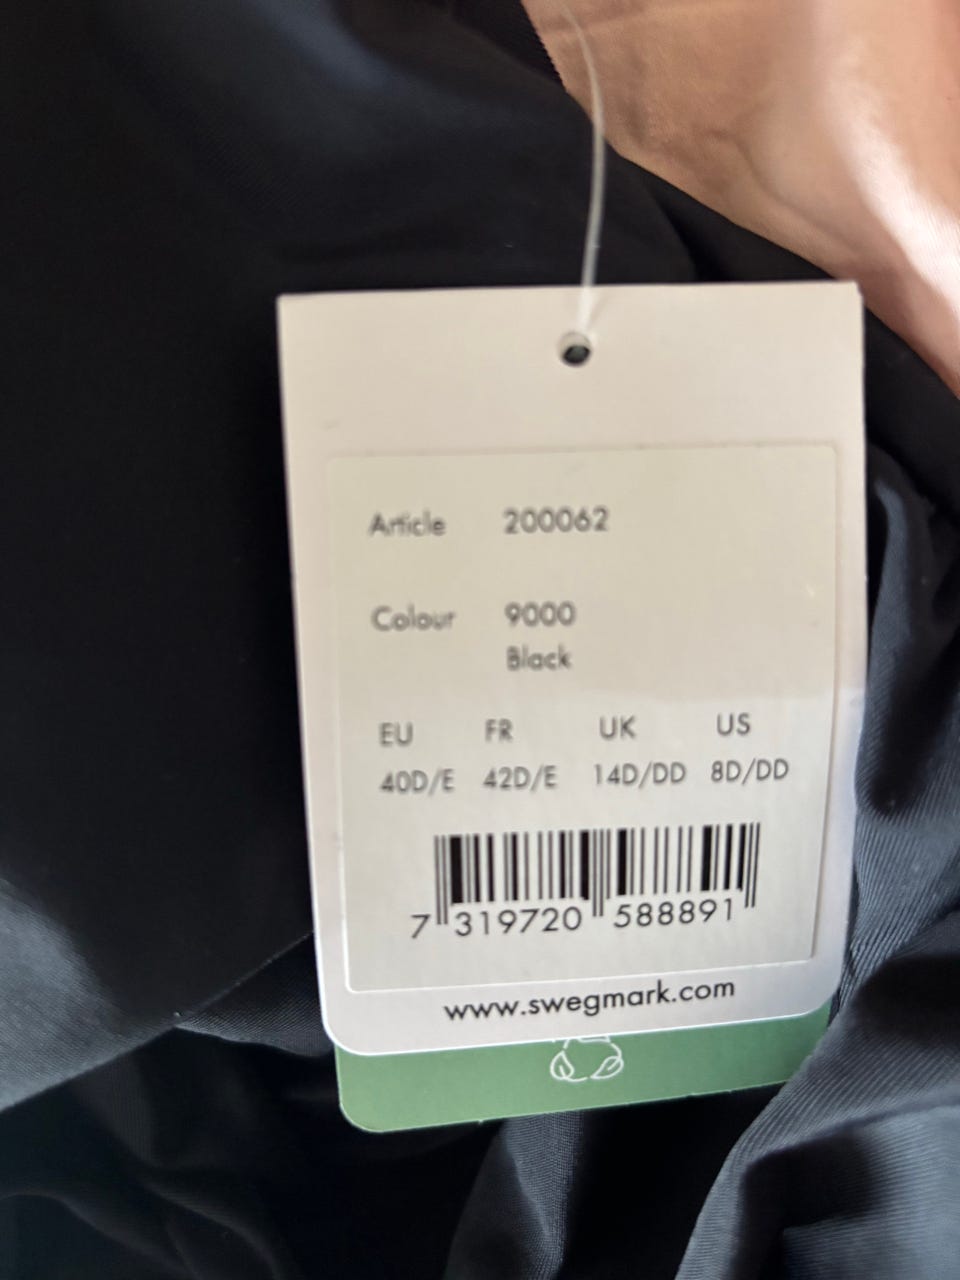 Article 200062
Colour 9000
Black
EU FR UK US
40D/E 42D/E 14D/DD 8D/DD
7 319720 588891
www.swegmark.com